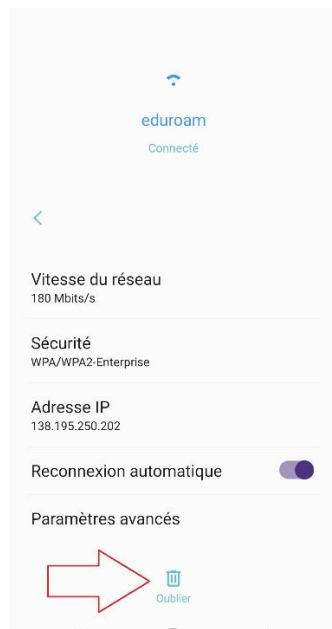 eduroam
Connecté
Vitesse du réseau
180 Mbits/s
Sécurité
WPA/WPA2-Enterprise
Adresse IP
138.195.250.202
Reconnexion automatique
Paramètres avancés
Oublier